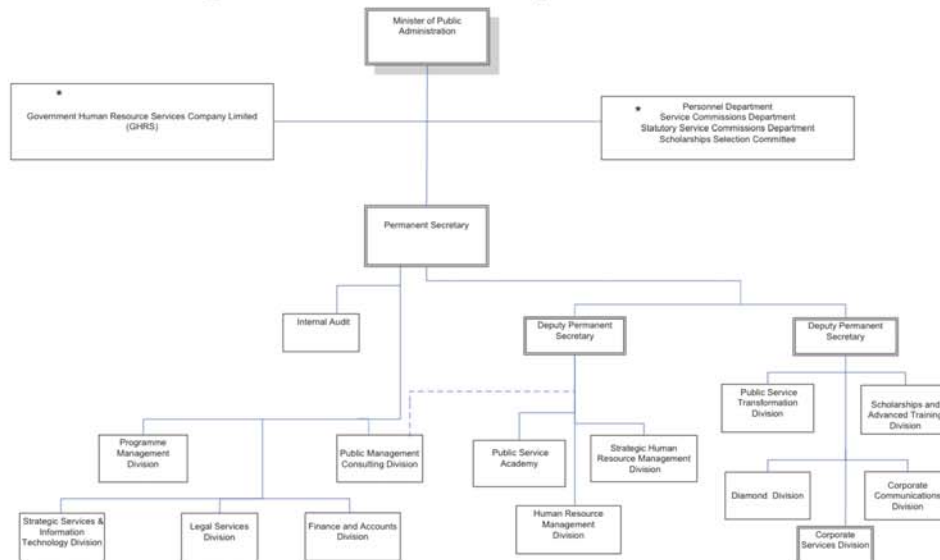 Minister of Public
Administration
*
Government Human Resource Services Company Limited
(GHRS)
*
Personnel Department
Service Commissions Department
Statutory Service Commissions Department
Scholarships Selection Committee
Permanent Secretary
Internal Audit
Deputy Permanent
Secretary
Deputy Permanent
Secretary
Public Service
Transformation
Division
Scholarships and
Advanced Training
Division
Programme
Management
Division
Public Management
Consulting Division
Public Service
Academy
Strategic Human
Resource Management
Division
Diamond Division
Corporate
Communications
Division
Strategic Services &
Information
Technology Division
Legal Services
Division
Finance and Accounts
Division
Human Resource
Management
Division
Corporate
Services Division